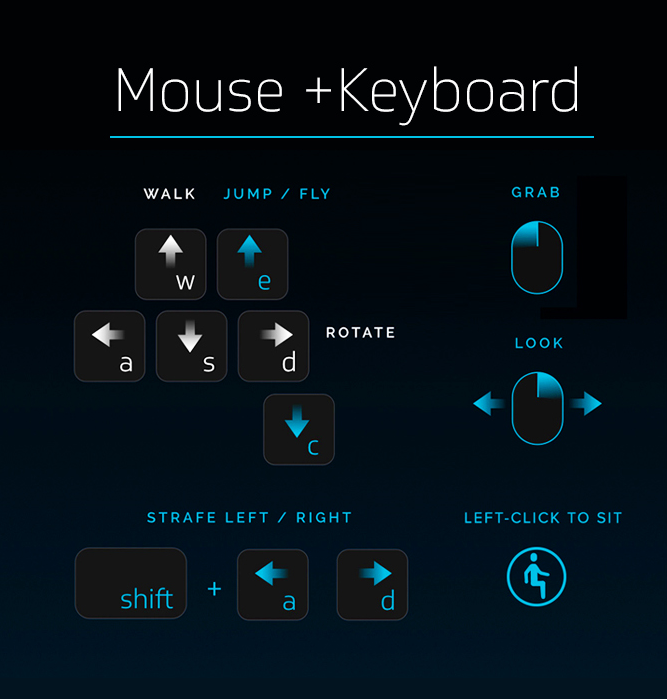 Mouse +Keyboard
WALK JUMP / FLY
GRAB
w e
a s d
ROTATE
LOOK
c
STRAFE LEFT / RIGHT
LEFT-CLICK TO SIT
shift + a d